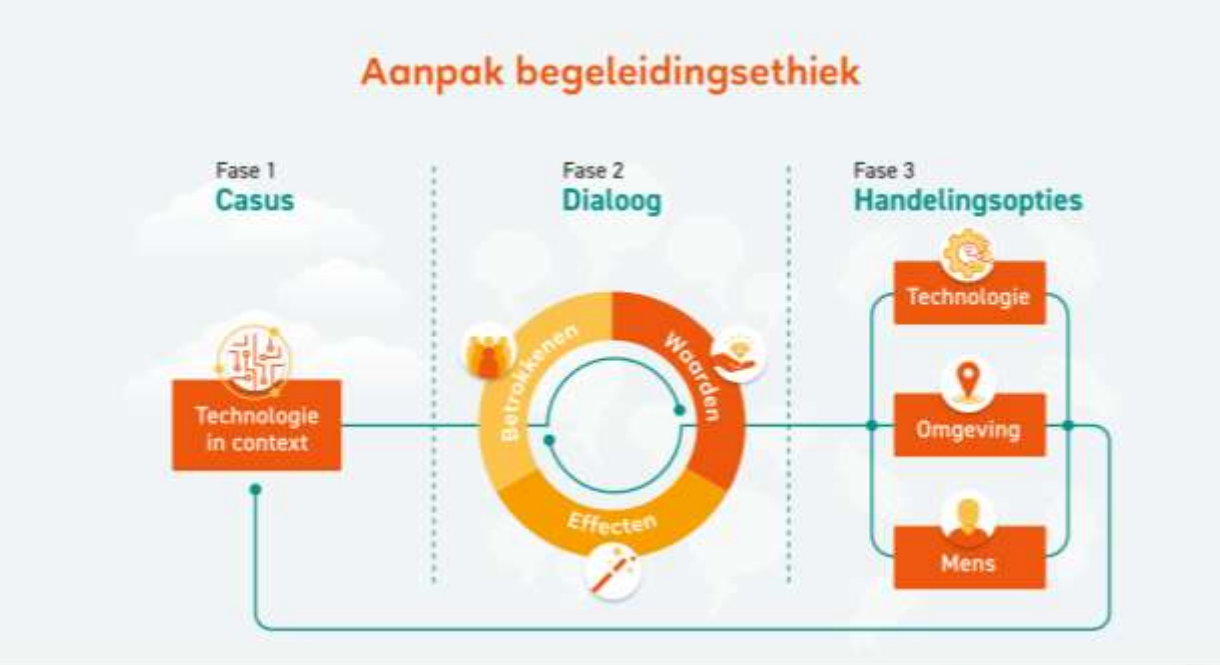 Aanpak begeleidingsethiek
Fase 1
Casus
Technologie
in context
Fase 2
Dialoog
Betrokkenen
Waarden
Effecten
Fase 3
Handelingsopties
Technologie
Omgeving
Mens